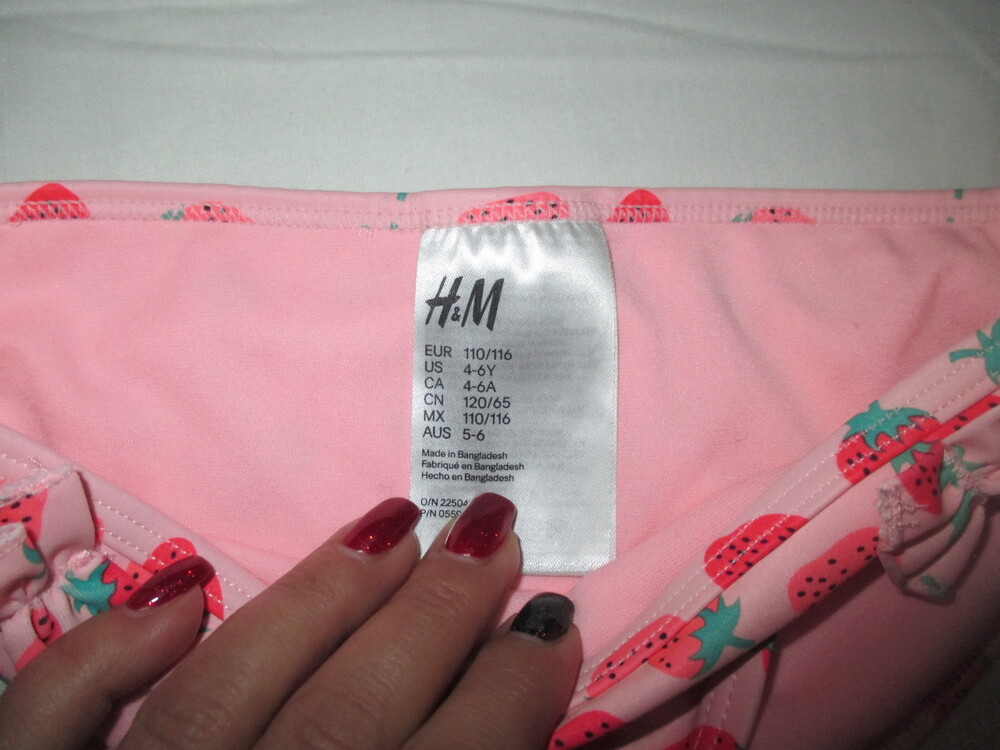 H&M
EUR 110/116
US 4-6Y
CA 4-6A
CN 120/65
MX 110/116
AUS 5-6
Made in Bangladesh
Fabriqué en Bangladesh
Hecho en Bangladesh
O/N
P/N